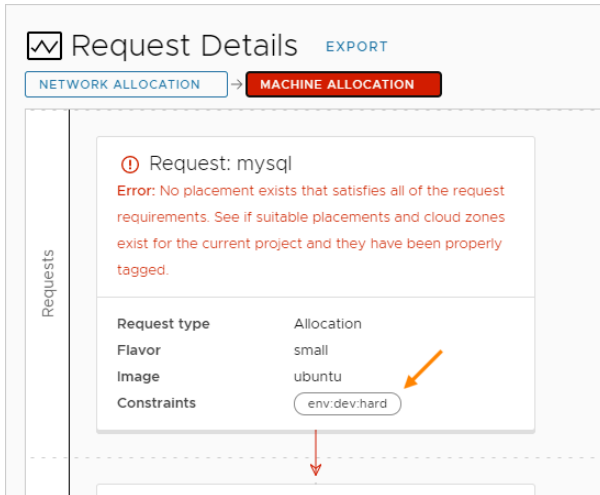 Request Details EXPORT
NETWORK ALLOCATION MACHINE ALLOCATION
Requests
Request: mysql
Error: No placement exists that satisfies all of the request
requirements. See if suitable placements and cloud zones
exist for the current project and they have been properly
tagged.
Request type Allocation
Flavor small
Image ubuntu
Constraints env:dev:hard